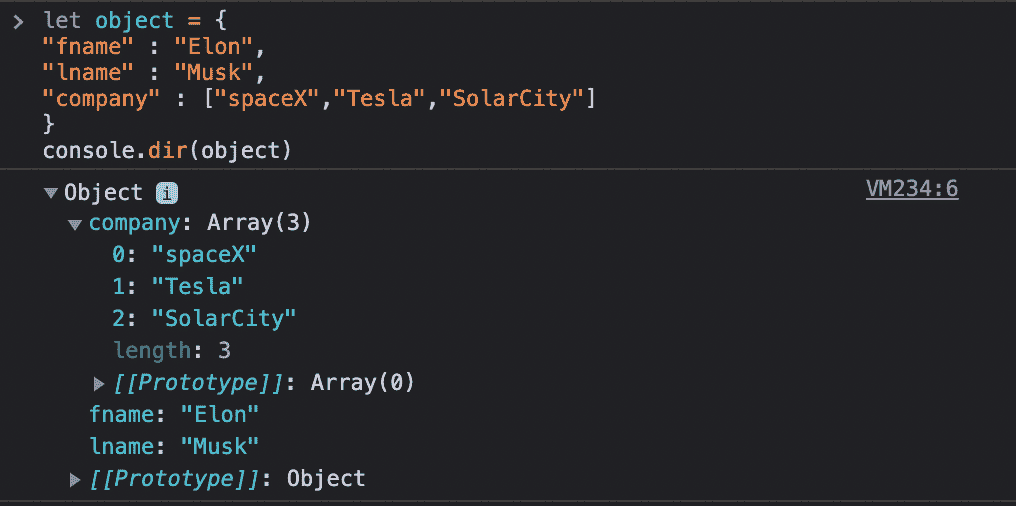 let object = {
"fname" : "Elon",
"lname" : "Musk",
"company" : ["spaceX","Tesla","SolarCity"]
}
console.dir(object)
Object i VM234:6
company: Array(3)
0: "spaceX"
1: "Tesla"
2: "SolarCity"
length: 3
[[Prototype]]: Array(0)
fname: "Elon"
lname: "Musk"
[[Prototype]]: Object